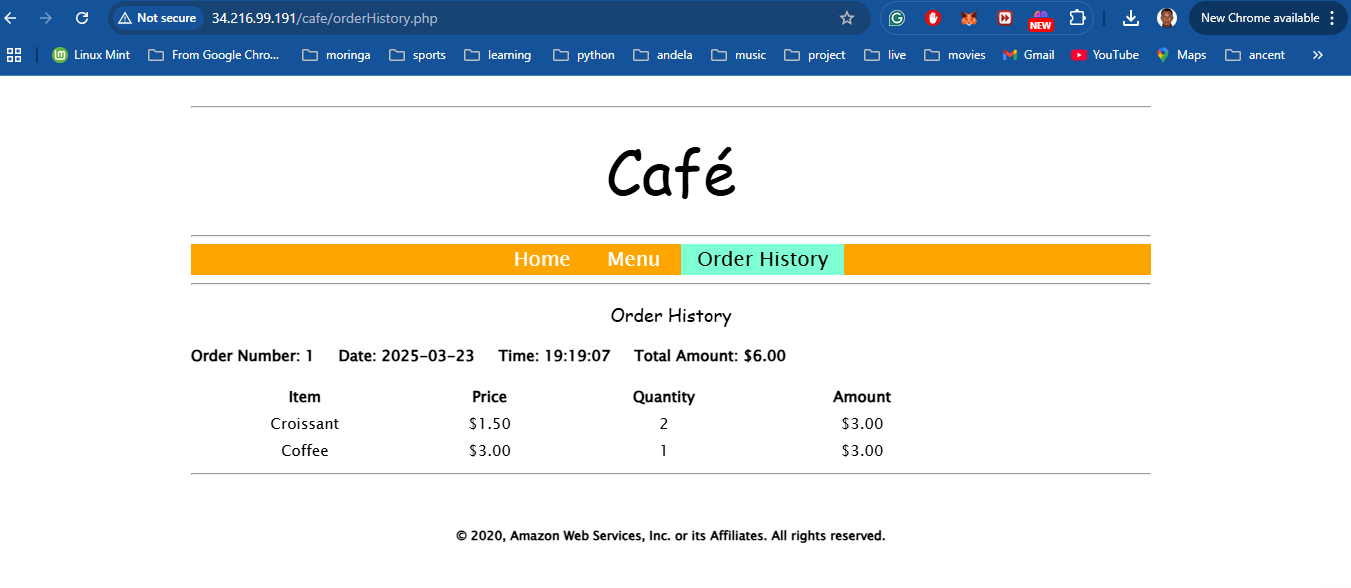 Not secure 34.216.99.191/cafe/orderHistory.php NEW New Chrome available
Linux Mint From Google Chro... moringa sports learning python andela music project live movies Gmail YouTube Maps ancent »
Café
Home Menu Order History
Order History
Order Number: 1 Date: 2025-03-23 Time: 19:19:07 Total Amount: $6.00
Item Price Quantity Amount
Croissant $1.50 2 $3.00
Coffee $3.00 1 $3.00
© 2020, Amazon Web Services, Inc. or its Affiliates. All rights reserved.